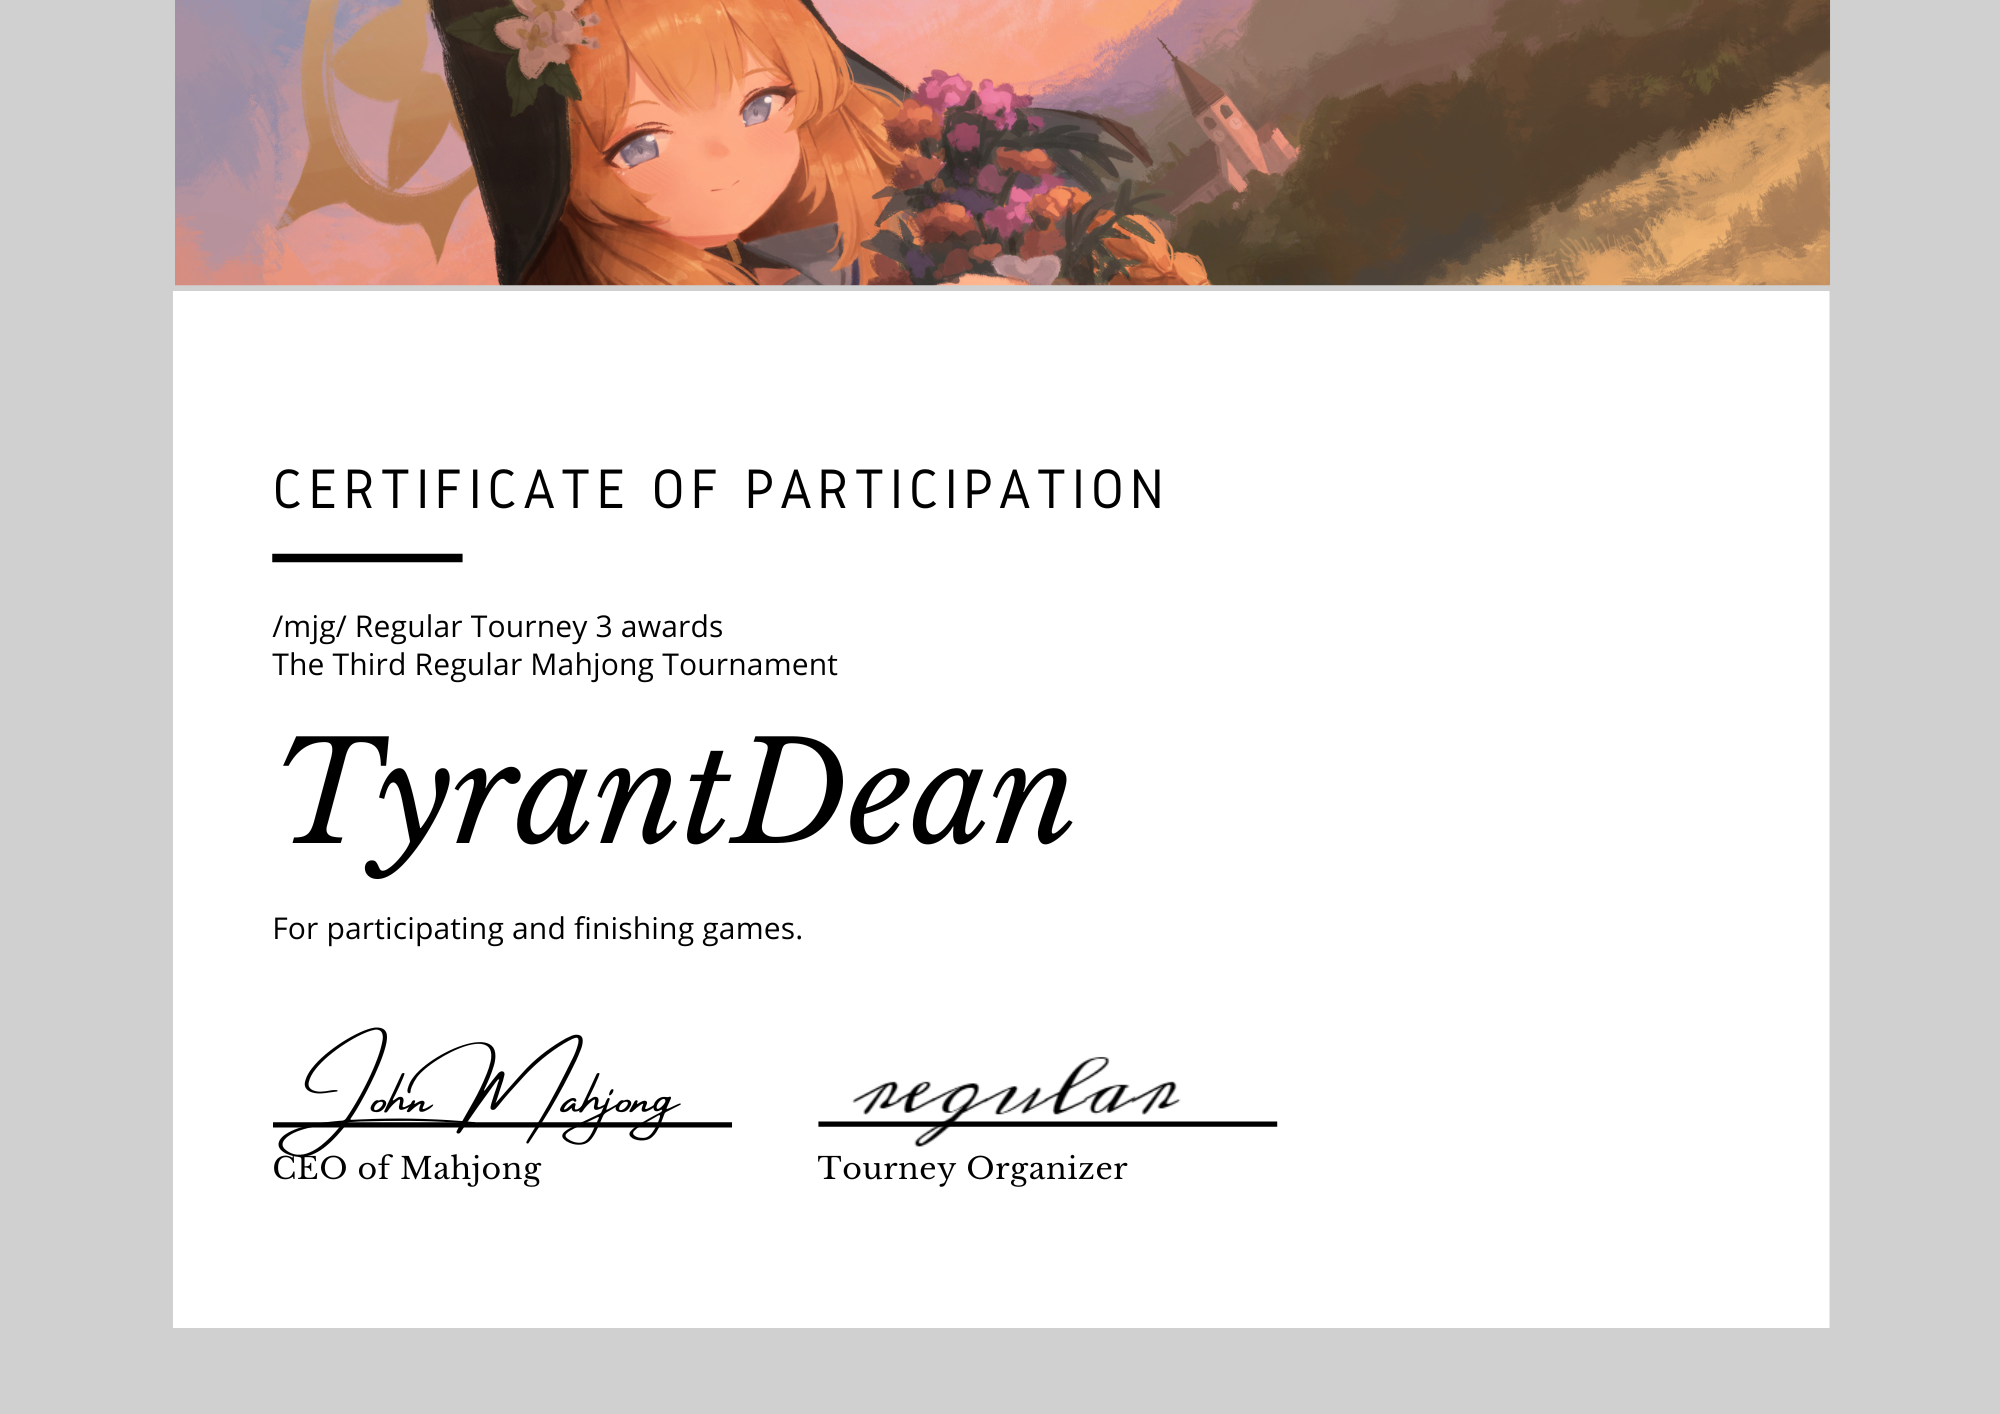 CERTIFICATE OF PARTICIPATION
/mjg/ Regular Tourney 3 awards
The Third Regular Mahjong Tournament
TyrantDean
For participating and finishing games.
John Mahjong
CEO of Mahjong
regular
Tourney Organizer